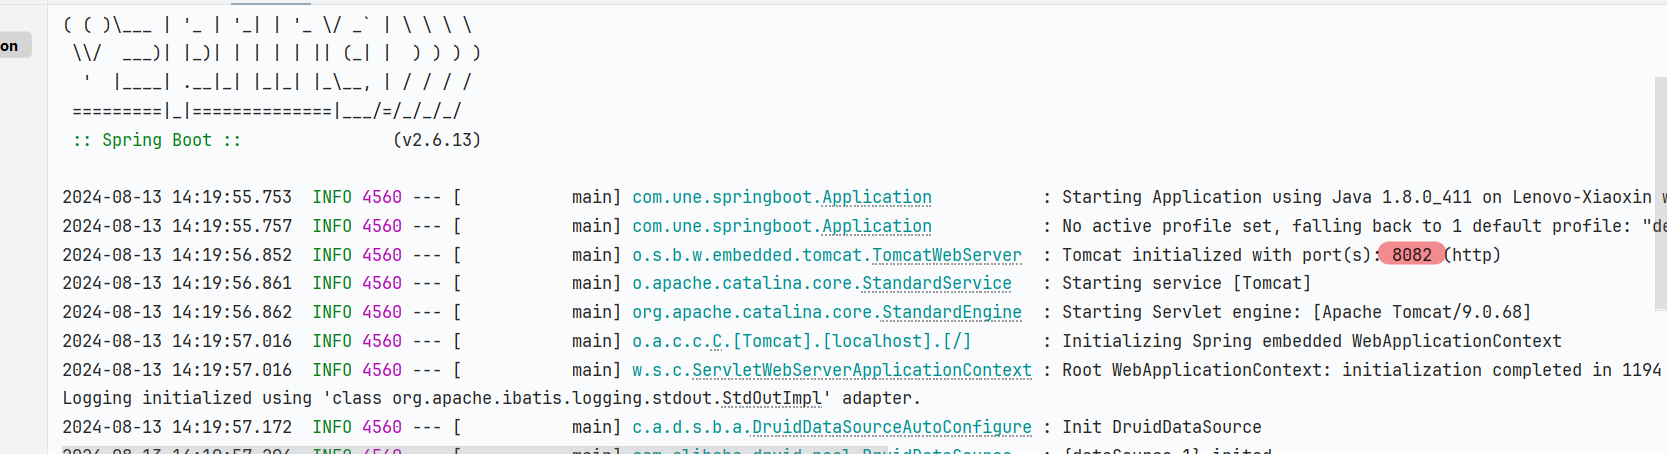 on
( ( )\___ | '_ | '_| | '_ \/ _` | \ \ \ \
 \\/  ___)| |_)| | | | | || (_| |  ) ) ) )
  '  |____| .__|_| |_|_| |_\__, | / / / /
 =========|_|==============|___/=/_/_/_/
 :: Spring Boot ::               (v2.6.13)
2024-08-13 14:19:55.753  INFO 4560 --- [           main] com.une.springboot.Application           : Starting Application using Java 1.8.0_411 on Lenovo-Xiaoxin w
2024-08-13 14:19:55.757  INFO 4560 --- [           main] com.une.springboot.Application           : No active profile set, falling back to 1 default profile: "de
2024-08-13 14:19:56.852  INFO 4560 --- [           main] o.s.b.w.embedded.tomcat.TomcatWebServer  : Tomcat initialized with port(s): 8082 (http)
2024-08-13 14:19:56.861  INFO 4560 --- [           main] o.apache.catalina.core.StandardService   : Starting service [Tomcat]
2024-08-13 14:19:56.862  INFO 4560 --- [           main] org.apache.catalina.core.StandardEngine  : Starting Servlet engine: [Apache Tomcat/9.0.68]
2024-08-13 14:19:57.016  INFO 4560 --- [           main] o.a.c.c.C.[Tomcat].[localhost].[/]       : Initializing Spring embedded WebApplicationContext
2024-08-13 14:19:57.016  INFO 4560 --- [           main] w.s.c.ServletWebServerApplicationContext : Root WebApplicationContext: initialization completed in 1194
Logging initialized using 'class org.apache.ibatis.logging.stdout.StdOutImpl' adapter.
2024-08-13 14:19:57.172  INFO 4560 --- [           main] c.a.d.s.b.a.DruidDataSourceAutoConfigure : Init DruidDataSource